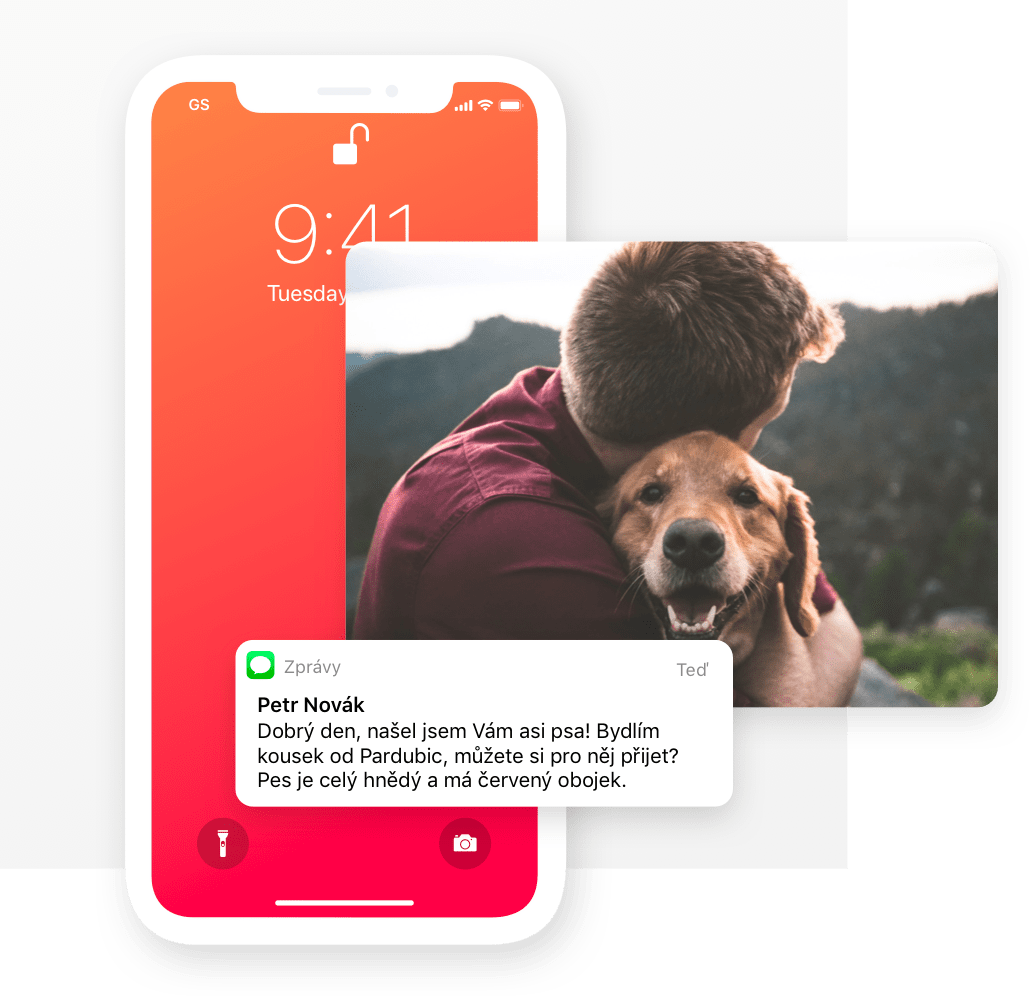 GS
9:41
Tuesday
Zprávy
Teď
Petr Novák
Dobrý den, našel jsem Vám asi psa! Bydlím
kousek od Pardubic, můžete si pro něj přijet?
Pes je celý hnědý a má červený obojek.